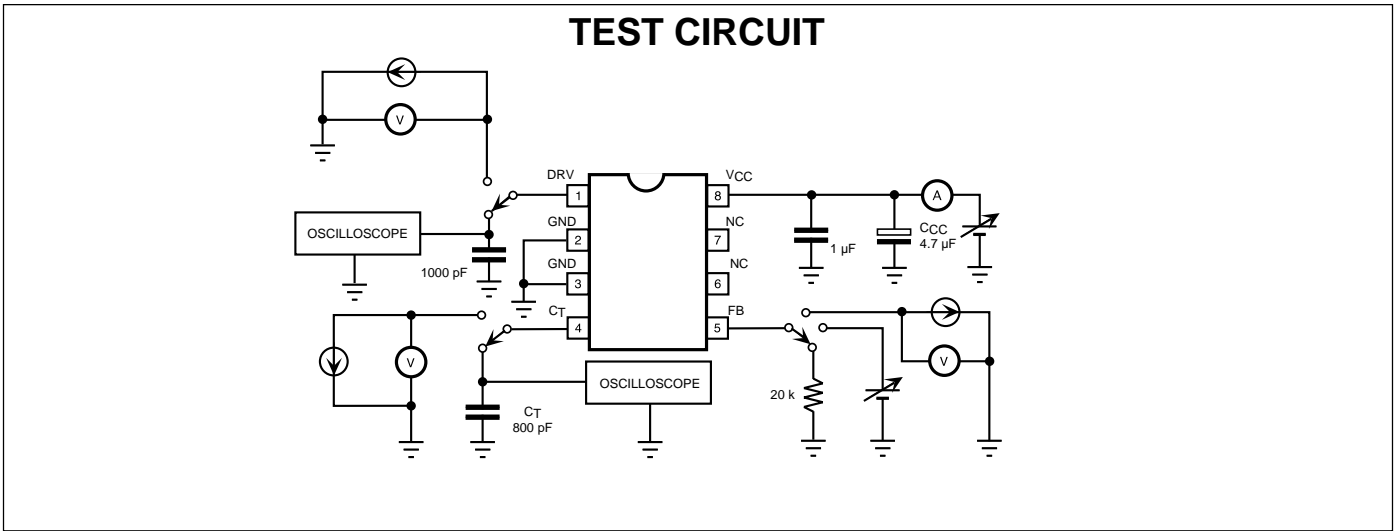 TEST CIRCUIT
V
DRV
VCC
1
8
A
GND
NC
OSCILLOSCOPE
2
7
CCC
4.7 µF
1 µF
1000 pF
GND
NC
3
6
CT
FB
4
5
V
V
OSCILLOSCOPE
20 k
CT
800 pF